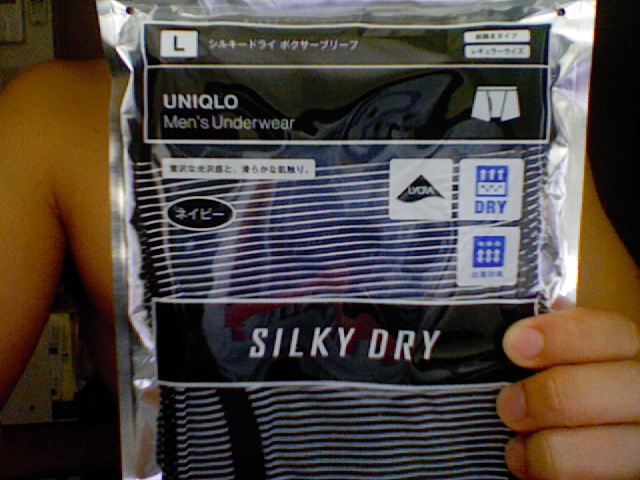 L
シルキードライ ボクサーブリーフ
前開きタイプ
レギュラーライズ
UNIQLO
Men's Underwear
贅沢な光沢感と、滑らかな肌触り。
ネイビー
LYCRA
DRY
SILKY DRY